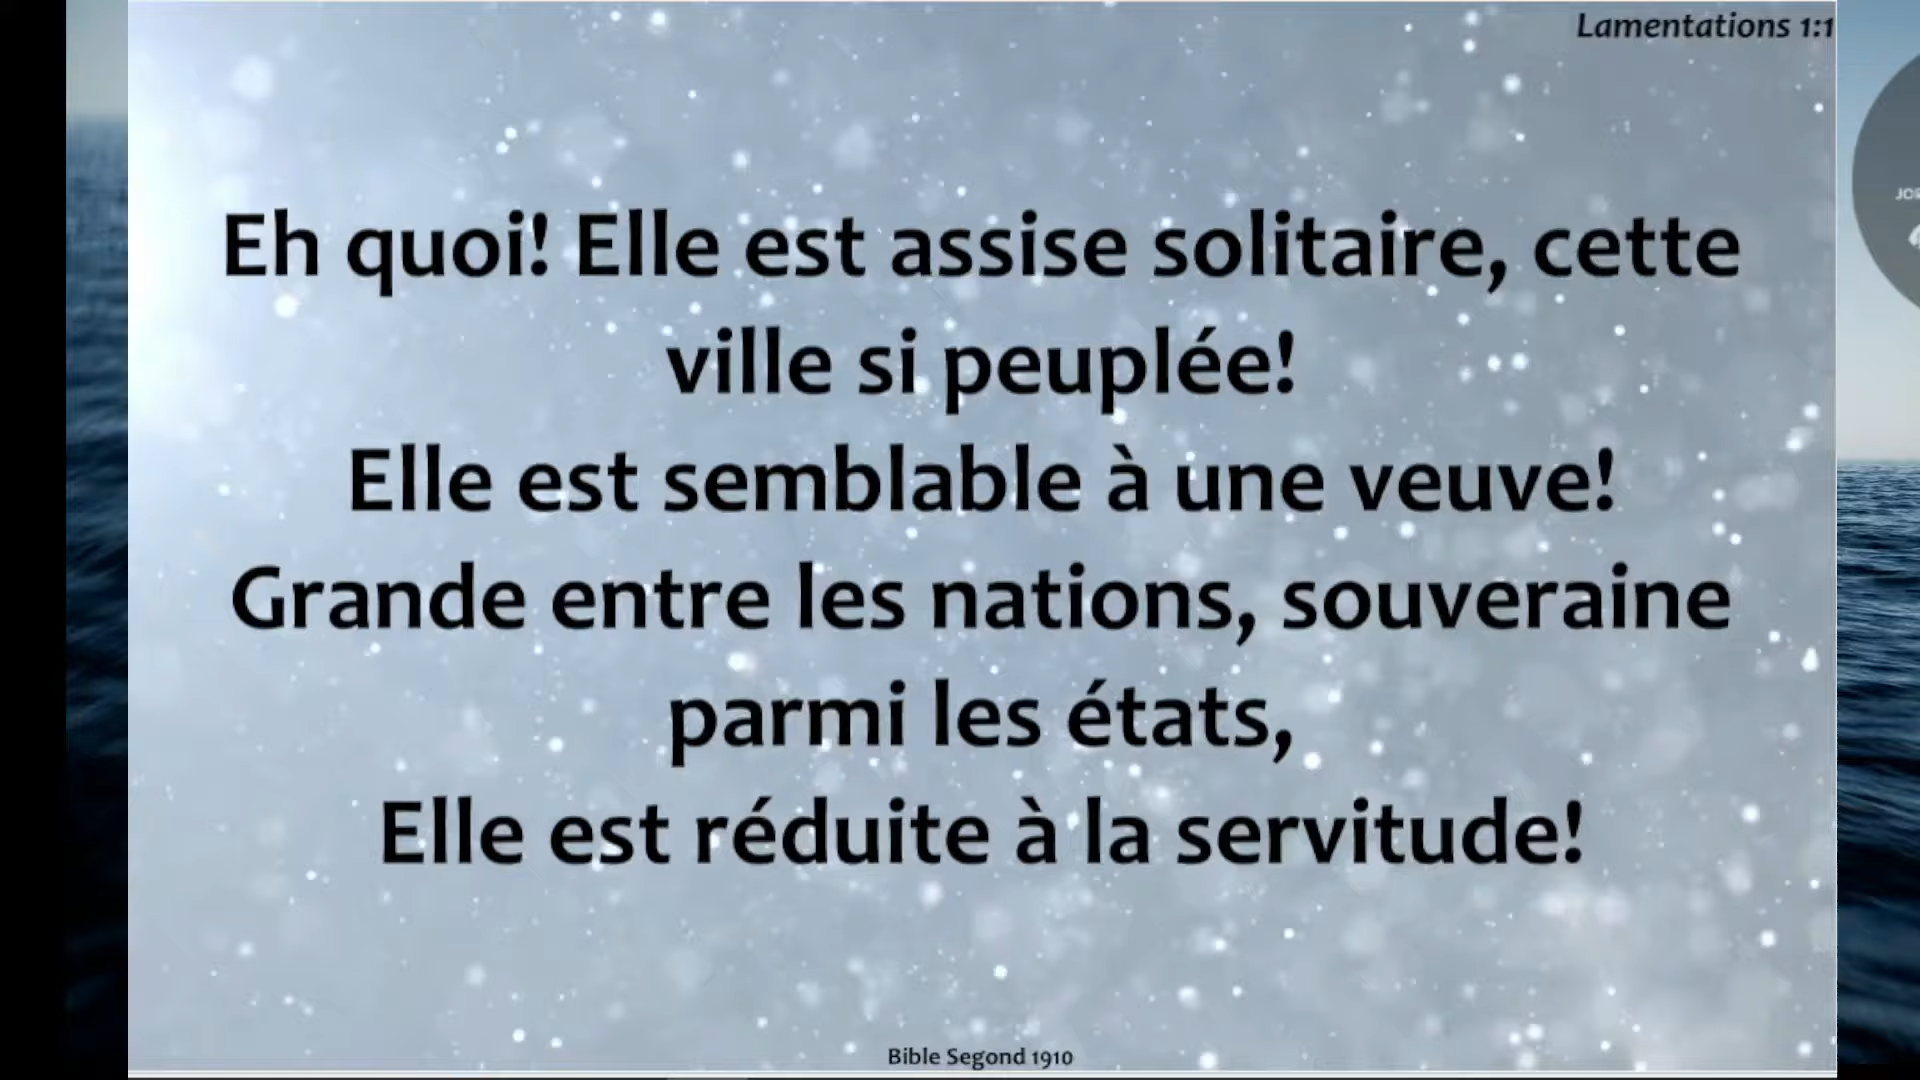 Lamentations 1:1
Eh quoi! Elle est assise solitaire, cette
ville si peuplée!
Elle est semblable à une veuve!
Grande entre les nations, souveraine
parmi les états,
Elle est réduite à la servitude!
Bible Segond 1910